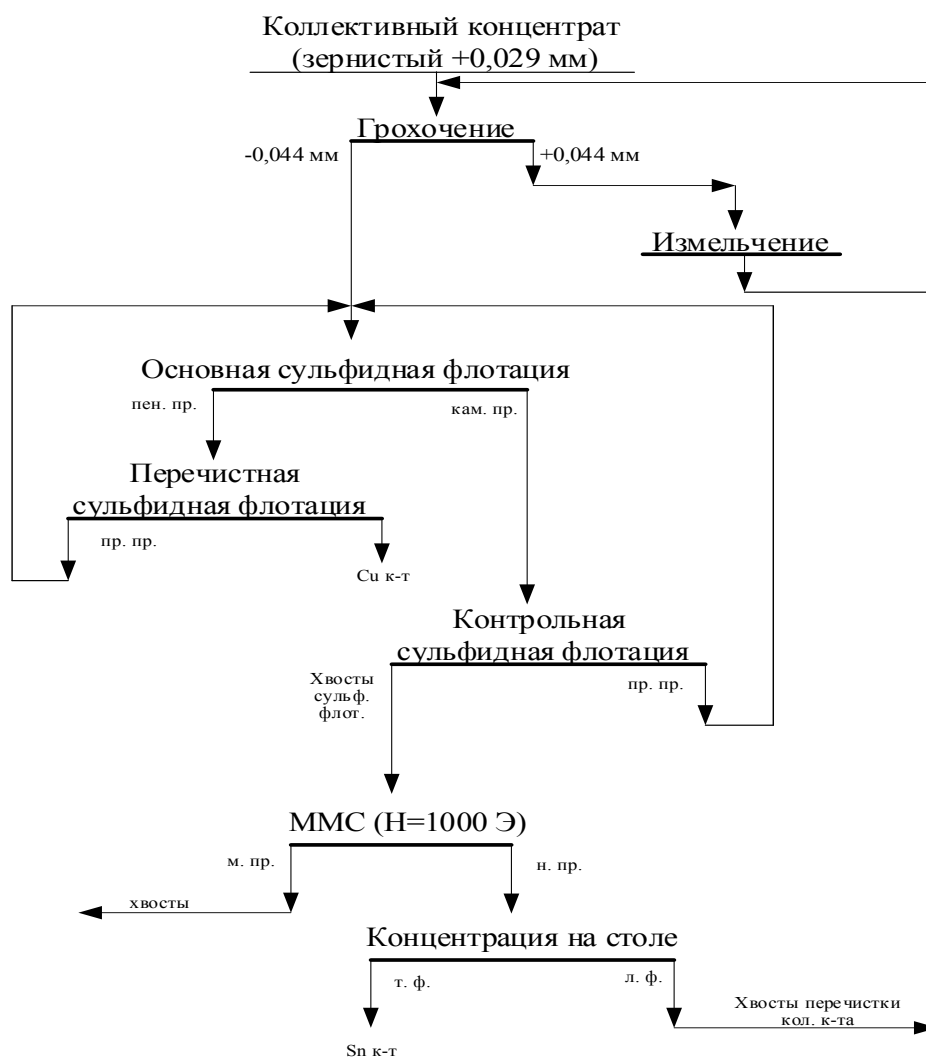 Коллективный концентрат
(зернистый +0,029 мм)
Грохочение
-0,044 мм
+0,044 мм
Измельчение
Основная сульфидная флотация
пен. пр.
кам. пр.
Перечистная
сульфидная флотация
пр. пр.
Cu к-т
Контрольная
сульфидная флотация
Хвосты
сульф.
флот.
пр. пр.
ММС (Н=1000 Э)
м. пр.
н. пр.
хвосты
Концентрация на столе
т. ф.
л. ф.
Хвосты перечистки
кол. к-та
Sn к-т